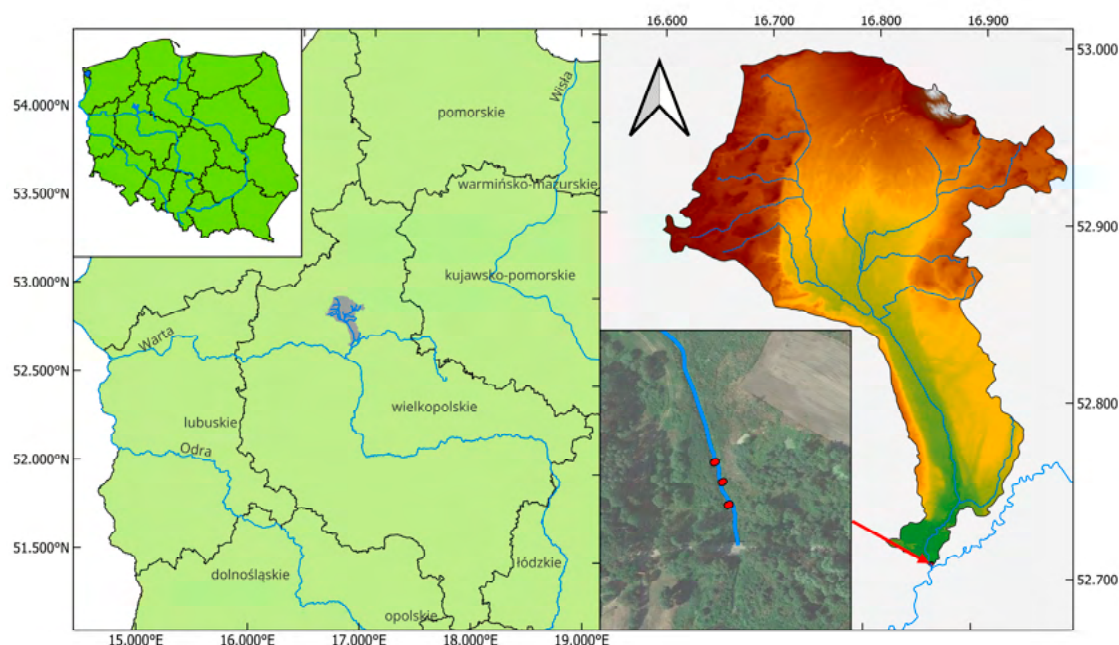 16.600 16.700 16.800 16.900
54.000°N
53.500°N
53.000°N
52.500°N
52.000°N
51.500°N
pomorskie
Wisła
warmińsko-mazurskie
kujawsko-pomorskie
Warta
wielkopolskie
lubuskie
Odra
dolnośląskie
łódzkie
opolskie
15.000°E 16.000°E 17.000°E 18.000°E 19.000°E
53.000
52.900
52.800
52.700